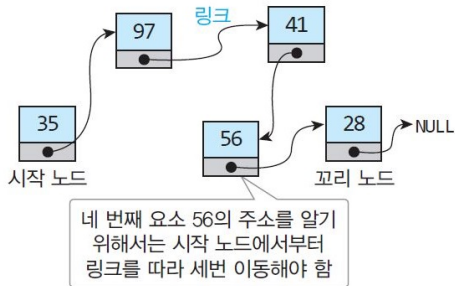 링크
97
41
35
56
28
NULL
시작 노드
꼬리 노드
네 번째 요소 56의 주소를 알기
위해서는 시작 노드에서부터
링크를 따라 세번 이동해야 함